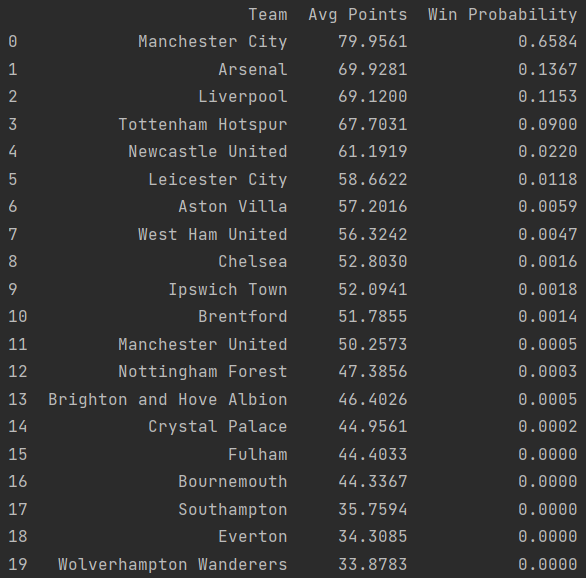 Team Avg Points Win Probability
0 Manchester City 79.9561 0.6584
1 Arsenal 69.9281 0.1367
2 Liverpool 69.1200 0.1153
3 Tottenham Hotspur 67.7031 0.0900
4 Newcastle United 61.1919 0.0220
5 Leicester City 58.6622 0.0118
6 Aston Villa 57.2016 0.0059
7 West Ham United 56.3242 0.0047
8 Chelsea 52.8030 0.0016
9 Ipswich Town 52.0941 0.0018
10 Brentford 51.7855 0.0014
11 Manchester United 50.2573 0.0005
12 Nottingham Forest 47.3856 0.0003
13 Brighton and Hove Albion 46.4026 0.0005
14 Crystal Palace 44.9561 0.0002
15 Fulham 44.4033 0.0000
16 Bournemouth 44.3367 0.0000
17 Southampton 35.7594 0.0000
18 Everton 34.3085 0.0000
19 Wolverhampton Wanderers 33.8783 0.0000